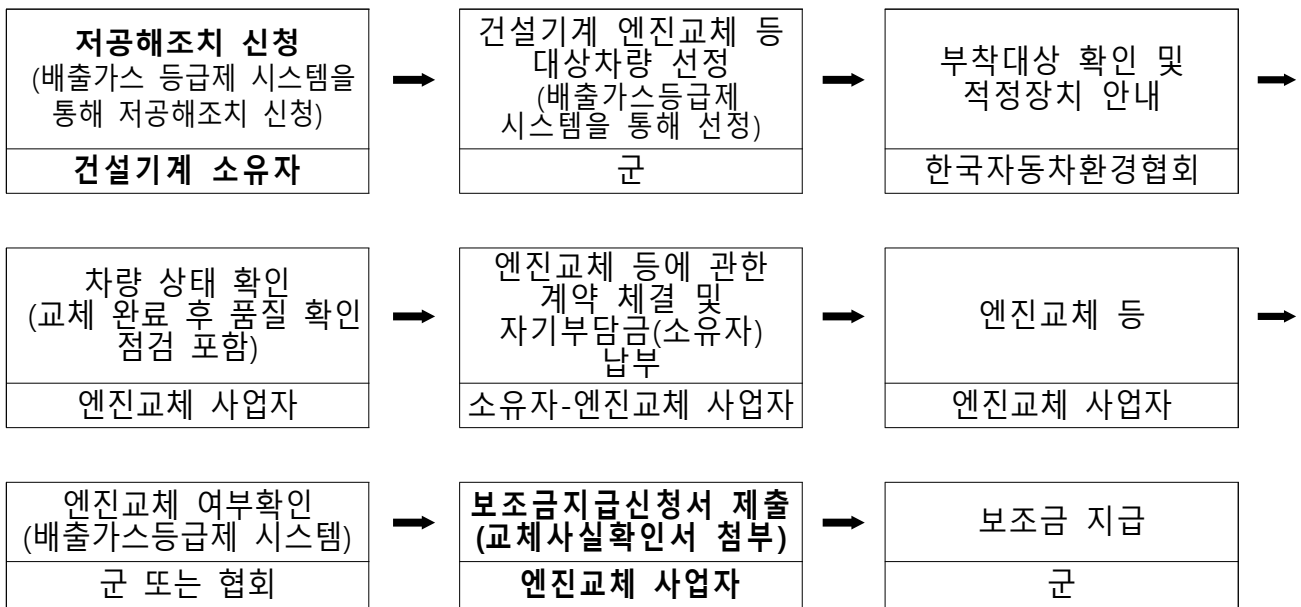 저공해조치 신청
(배출가스 등급제 시스템을
통해 저공해조치 신청)
건설기계 소유자
건설기계 엔진교체 등
대상차량 선정
(배출가스등급제
시스템을 통해 선정)
군
부착대상 확인 및
적정장치 안내
한국자동차환경협회
차량 상태 확인
(교체 완료 후 품질 확인
점검 포함)
엔진교체 사업자
엔진교체 등에 관한
계약 체결 및
자기부담금(소유자)
납부
소유자-엔진교체 사업자
엔진교체 등
엔진교체 사업자
엔진교체 여부확인
(배출가스등급제 시스템)
군 또는 협회
보조금지급신청서 제출
(교체사실확인서 첨부)
엔진교체 사업자
보조금 지급
군